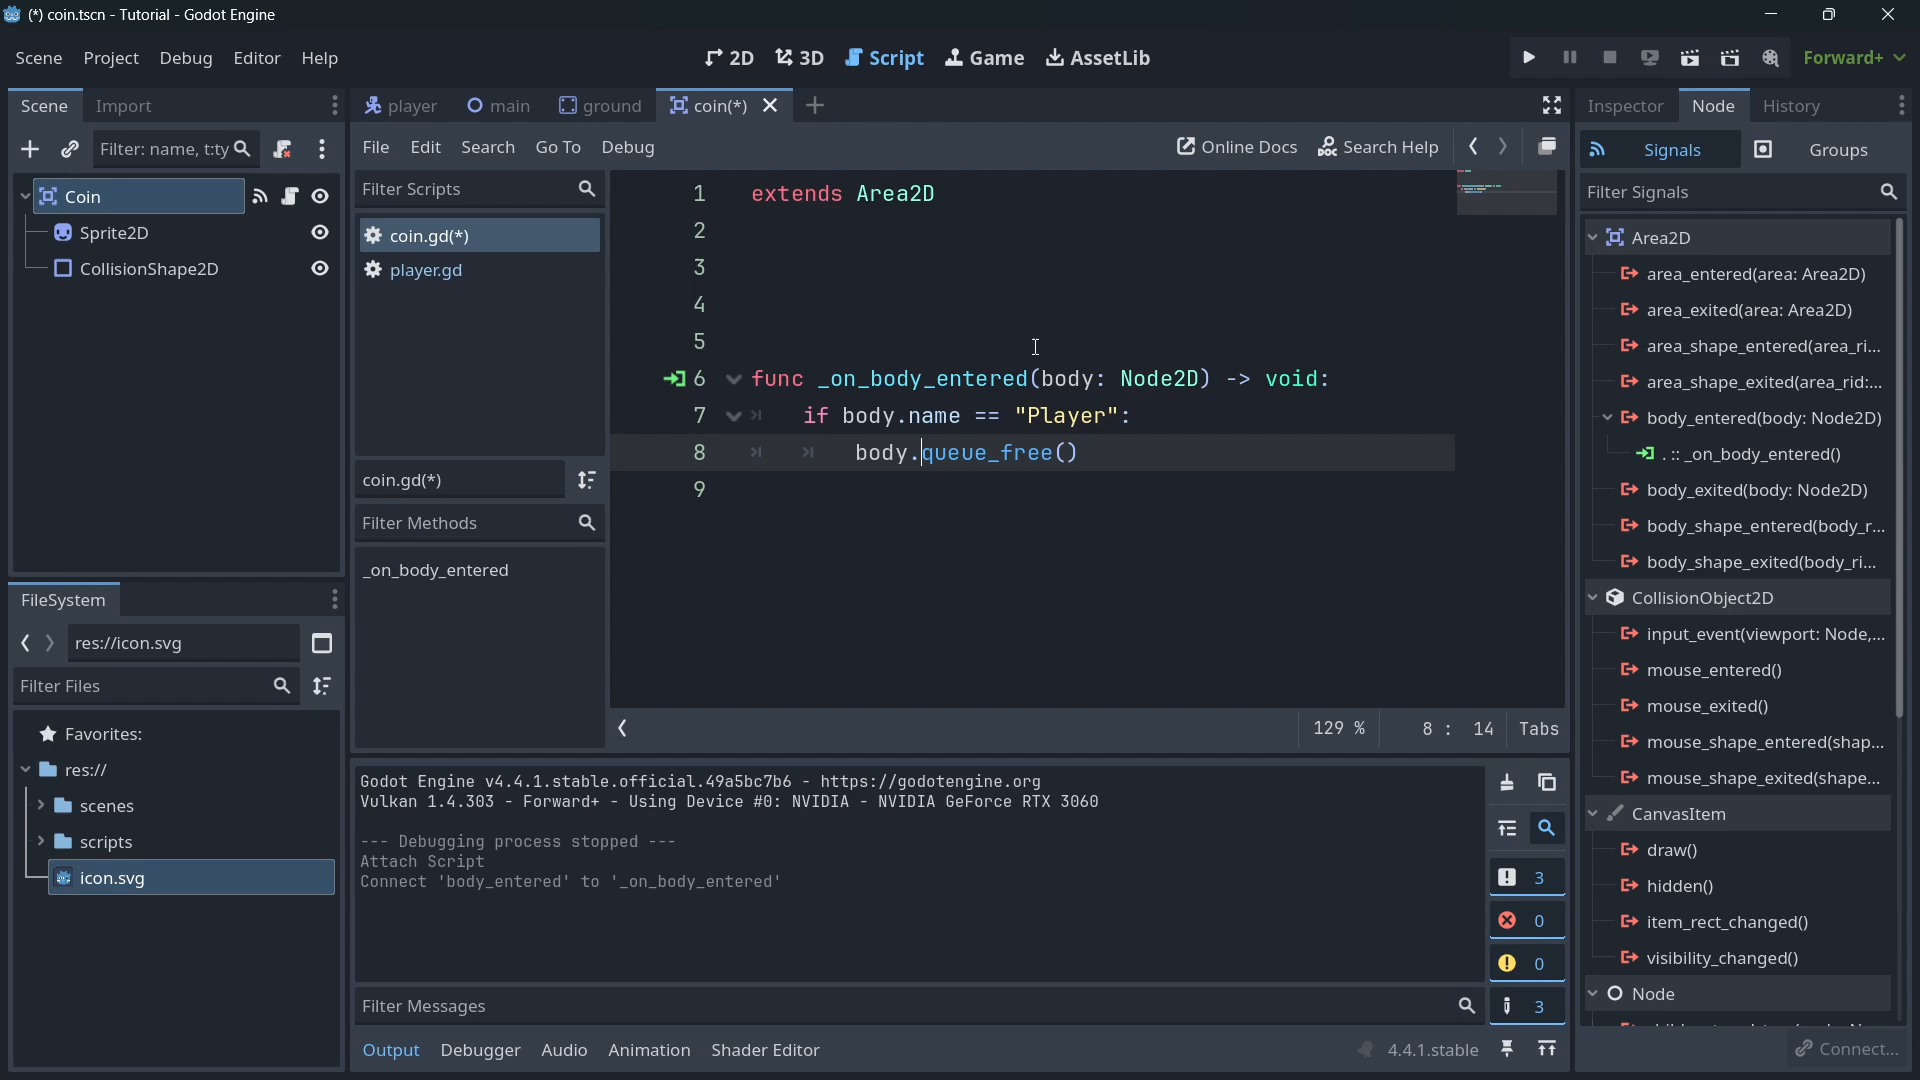 (*) coin.tscn - Tutorial - Godot Engine
Scene Project Debug Editor Help
2D 3D Script Game AssetLib
Forward+
Scene Import
Filter: name, t:ty
Coin
Sprite2D
CollisionShape2D
FileSystem
res://icon.svg
Filter Files
Favorites:
res://
scenes
scripts
icon.svg
player main ground coin(*)
File Edit Search Go To Debug
Online Docs Search Help
Filter Scripts
coin.gd(*)
player.gd
coin.gd(*)
Filter Methods
_on_body_entered
1 extends Area2D
2
3
4
5
6 func _on_body_entered(body: Node2D) -> void:
7 if body.name == "Player":
8 body.queue_free()
9
129 % 8 : 14 Tabs
Godot Engine v4.4.1.stable.official.49a5bc7b6 - https://godotengine.org
Vulkan 1.4.303 - Forward+ - Using Device #0: NVIDIA - NVIDIA GeForce RTX 3060
--- Debugging process stopped ---
Attach Script
Connect 'body_entered' to '_on_body_entered'
3
0
0
3
Filter Messages
Output Debugger Audio Animation Shader Editor
4.4.1.stable
Inspector Node History
Signals Groups
Filter Signals
Area2D
area_entered(area: Area2D)
area_exited(area: Area2D)
area_shape_entered(area_ri...
area_shape_exited(area_rid:...
body_entered(body: Node2D)
. :: _on_body_entered()
body_exited(body: Node2D)
body_shape_entered(body_r...
body_shape_exited(body_ri...
CollisionObject2D
input_event(viewport: Node,...
mouse_entered()
mouse_exited()
mouse_shape_entered(shap...
mouse_shape_exited(shape...
CanvasItem
draw()
hidden()
item_rect_changed()
visibility_changed()
Node
Connect...